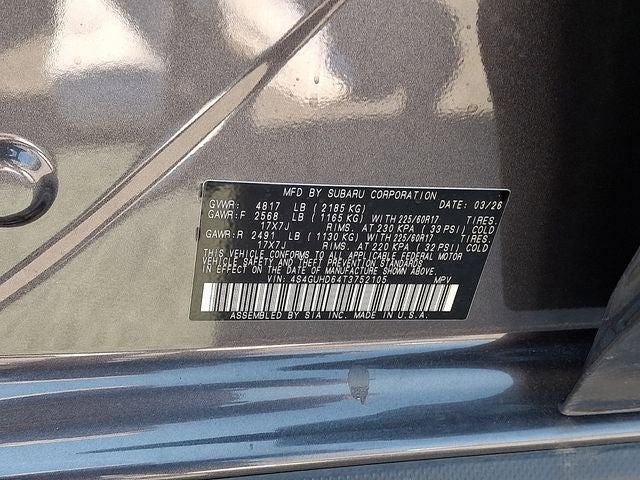 MFD BY SUBARU CORPORATION DATE: 03/26
GVWR: 4817 LB (2185 KG)
GAWR:F 2568 LB (1165 KG) WITH 225/60R17 TIRES.
17X7J RIMS. AT 230 KPA (33 PSI) COLD
GAWR:R 2491 LB (1130 KG) WITH 225/60R17 TIRES.
17X7J RIMS. AT 220 KPA (32 PSI) COLD
THIS VEHICLE CONFORMS TO ALL APPLICABLE FEDERAL MOTOR
VEHICLE SAFETY AND THEFT PREVENTION STANDARDS
IN EFFECT ON THE DATE OF MANUFACTURE SHOWN ABOVE.
VIN: 4S4GUHD64T3752105 MPV
ASSEMBLED BY SIA INC. MADE IN U.S.A.